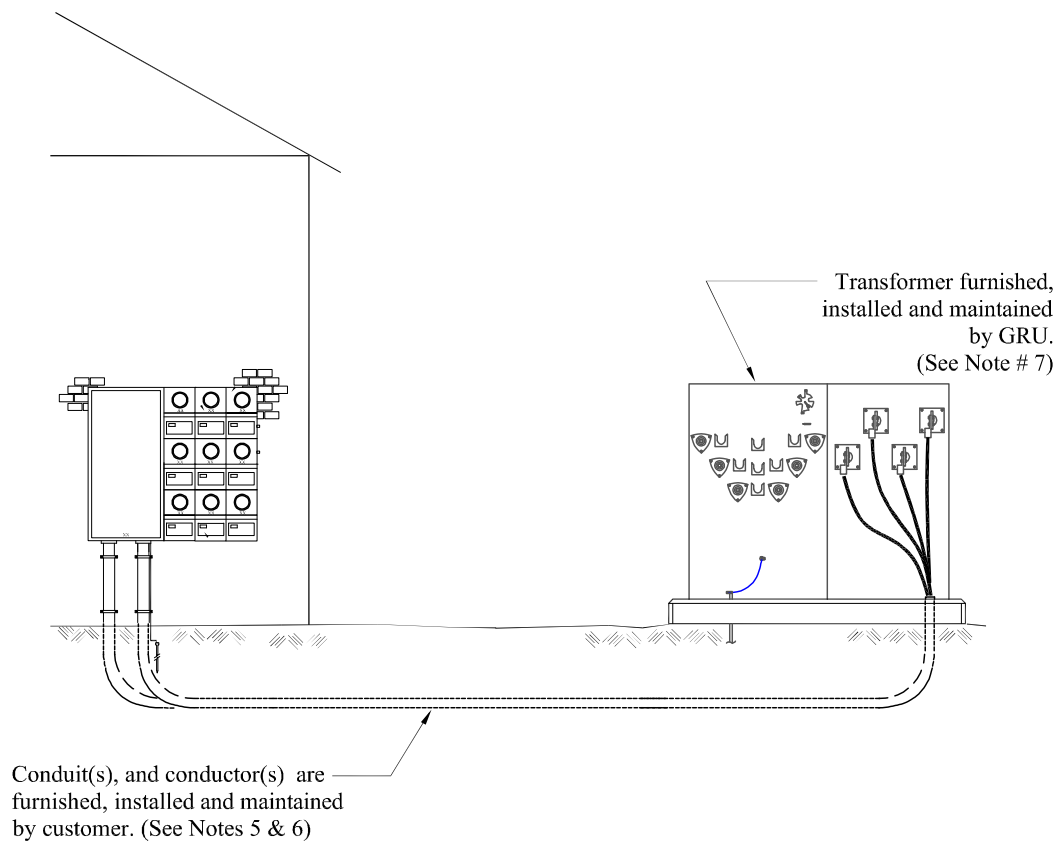 Transformer furnished,
installed and maintained
by GRU.
(See Note # 7)
Conduit(s), and conductor(s) are
furnished, installed and maintained
by customer. (See Notes 5 & 6)